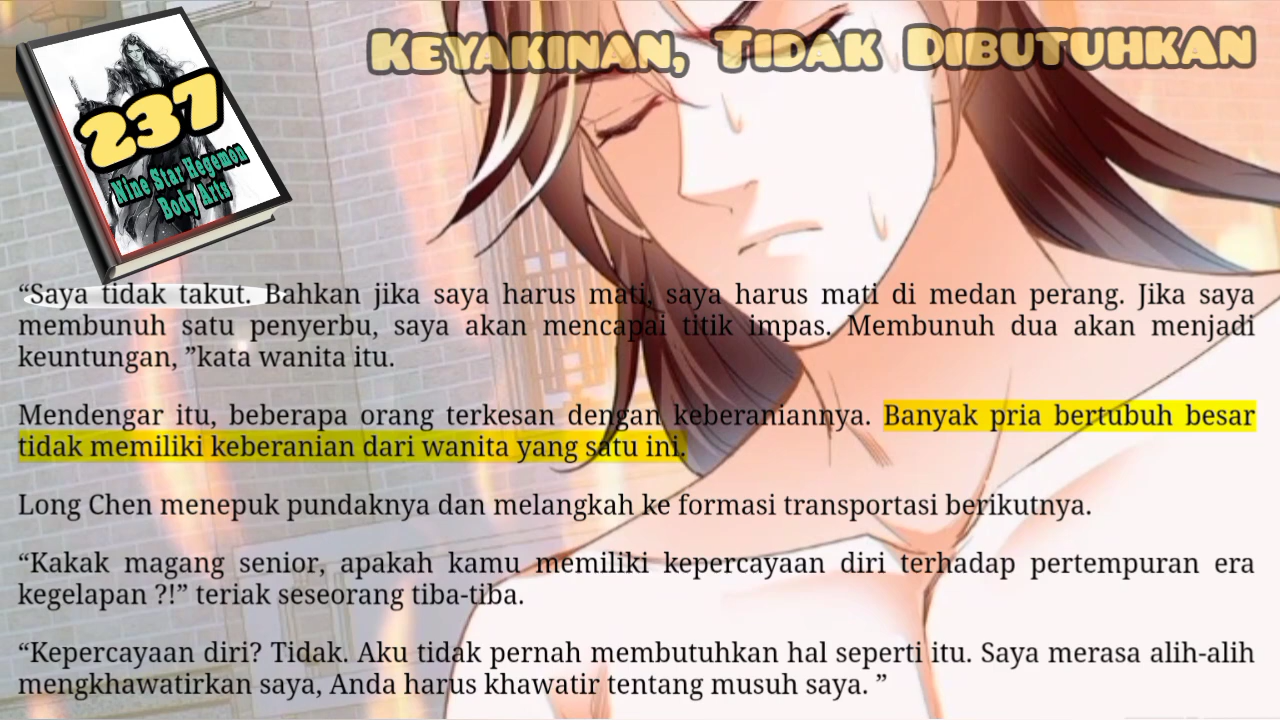 KEYAKINAN, TIDAK DIBUTUHKAN
237
Nine Star Hegemon
Body Arts
“Saya tidak takut. Bahkan jika saya harus mati, saya harus mati di medan perang. Jika saya
membunuh satu penyerbu, saya akan mencapai titik impas. Membunuh dua akan menjadi
keuntungan, ”kata wanita itu.
Mendengar itu, beberapa orang terkesan dengan keberaniannya. Banyak pria bertubuh besar
tidak memiliki keberanian dari wanita yang satu ini.
Long Chen menepuk pundaknya dan melangkah ke formasi transportasi berikutnya.
“Kakak magang senior, apakah kamu memiliki kepercayaan diri terhadap pertempuran era
kegelapan ?!” teriak seseorang tiba-tiba.
“Kepercayaan diri? Tidak. Aku tidak pernah membutuhkan hal seperti itu. Saya merasa alih-alih
mengkhawatirkan saya, Anda harus khawatir tentang musuh saya. ”